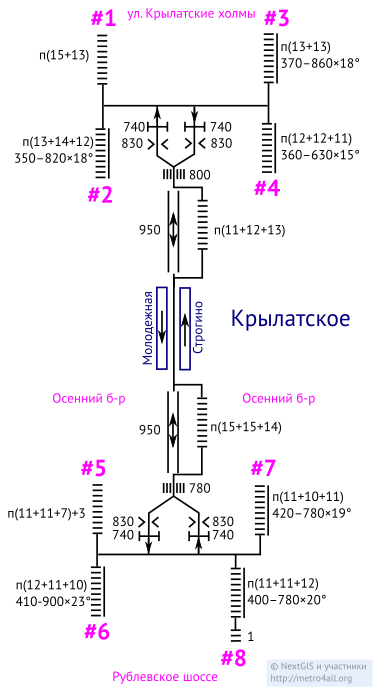 #1
ул. Крылатские холмы
#3
п(15+13)
п(13+13)
370–860×18°
740
740
830
830
п(13+14+12)
350–820×18°
п(12+12+11)
360–630×15°
#2
800
#4
950
п(11+12+13)
Молодежная
Строгино
Крылатское
Осенний б-р
Осенний б-р
950
п(15+15+14)
#5
#7
780
п(11+11+7)+3
п(11+10+11)
420–780×19°
830
830
740
740
п(12+11+10)
410-900×23°
п(11+11+12)
400–780×20°
#6
1
#8
Рублевское шоссе
© NextGIS и участники
http://metro4all.org